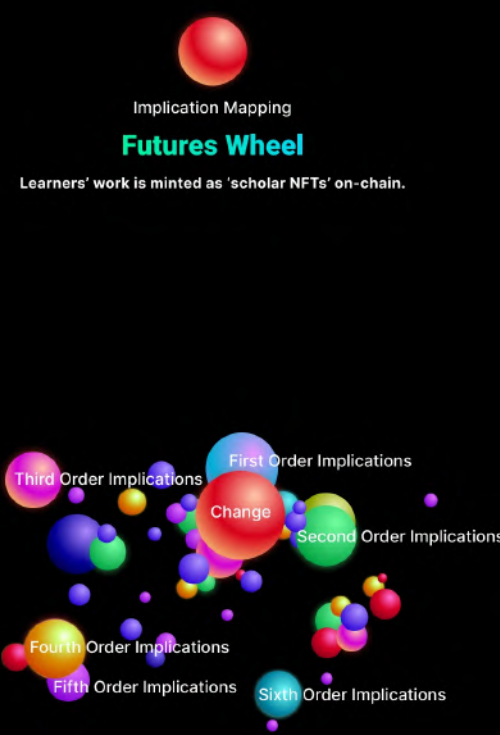 Implication Mapping
Futures Wheel
Learners' work is minted as 'scholar NFTs' on-chain.
First Order Implications
Third Order Implications
Change
Second Order Implications
Fourth Order Implications
Fifth Order Implications
Sixth Order Implications